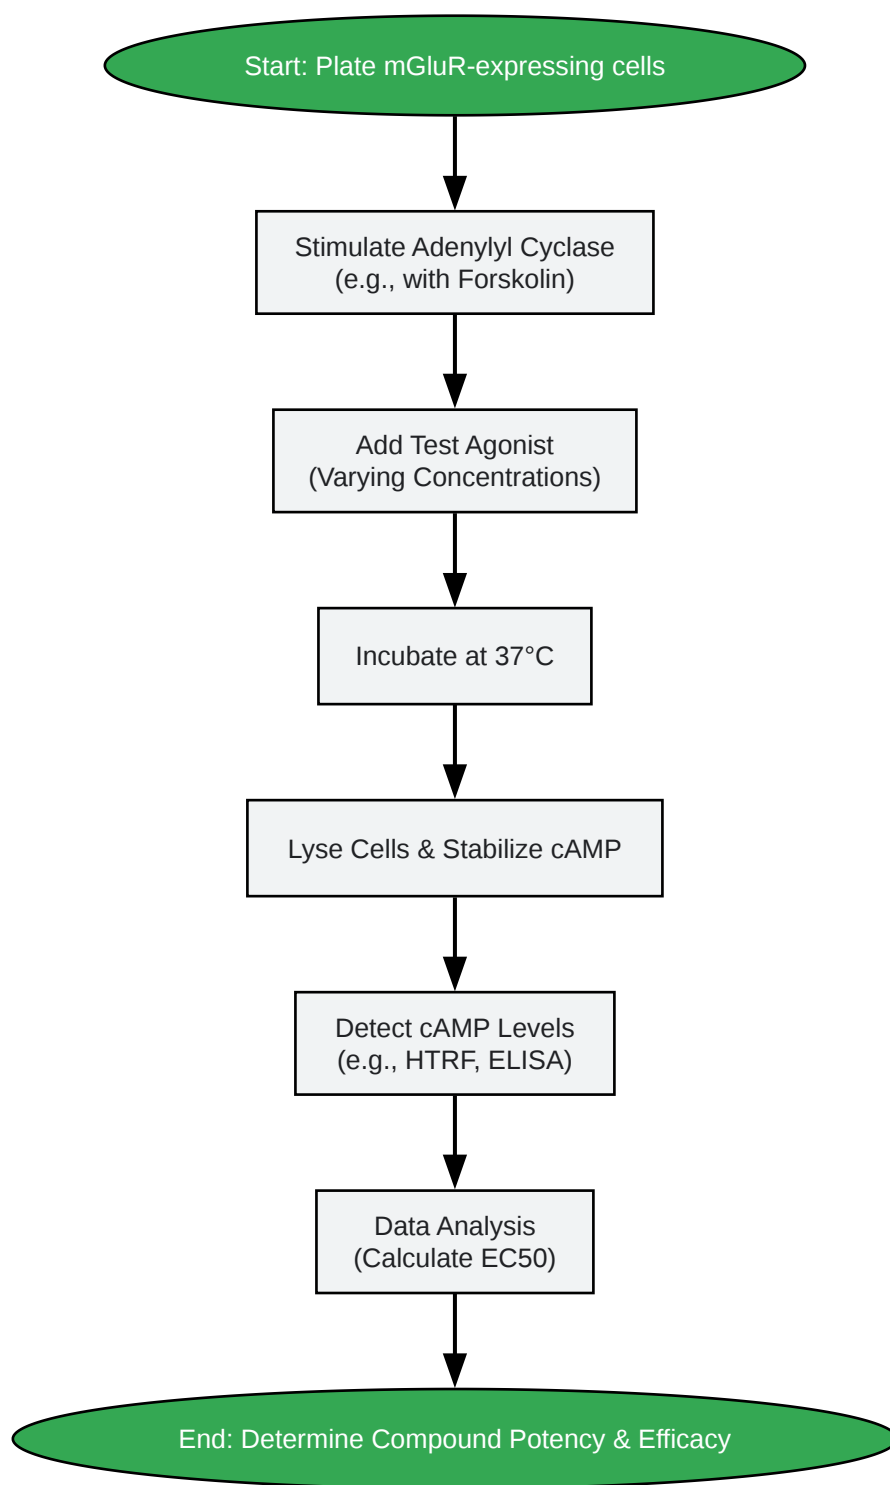 Start: Plate mGluR-expressing cells
Stimulate Adenylyl Cyclase
(e.g., with Forskolin)
Add Test Agonist
(Varying Concentrations)
Incubate at 37°C
Lyse Cells & Stabilize cAMP
Detect cAMP Levels
(e.g., HTRF, ELISA)
Data Analysis
(Calculate EC50)
End: Determine Compound Potency & Efficacy